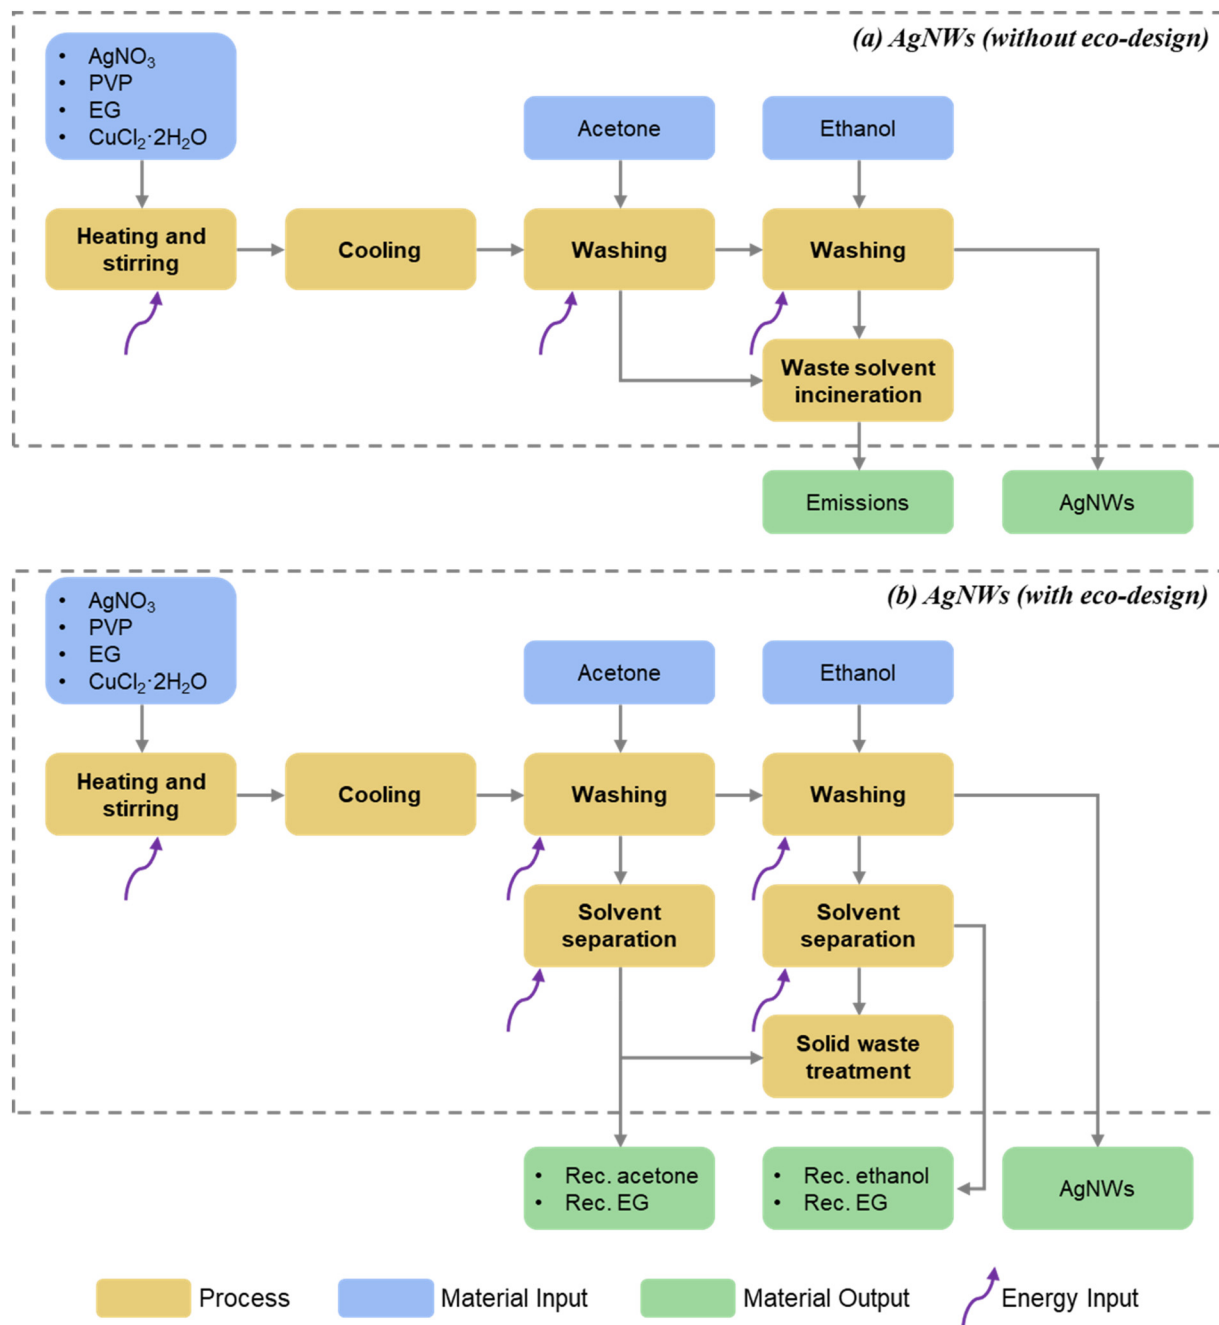 (a) AgNWs (without eco-design)
• AgNO₃
• PVP
• EG
• CuCl₂·2H₂O
Acetone
Ethanol
Heating and
stirring
Cooling
Washing
Washing
Waste solvent
incineration
Emissions
AgNWs
(b) AgNWs (with eco-design)
• AgNO₃
• PVP
• EG
• CuCl₂·2H₂O
Acetone
Ethanol
Heating and
stirring
Cooling
Washing
Washing
Solvent
separation
Solvent
separation
Solid waste
treatment
• Rec. acetone
• Rec. EG
• Rec. ethanol
• Rec. EG
AgNWs
Process
Material Input
Material Output
Energy Input